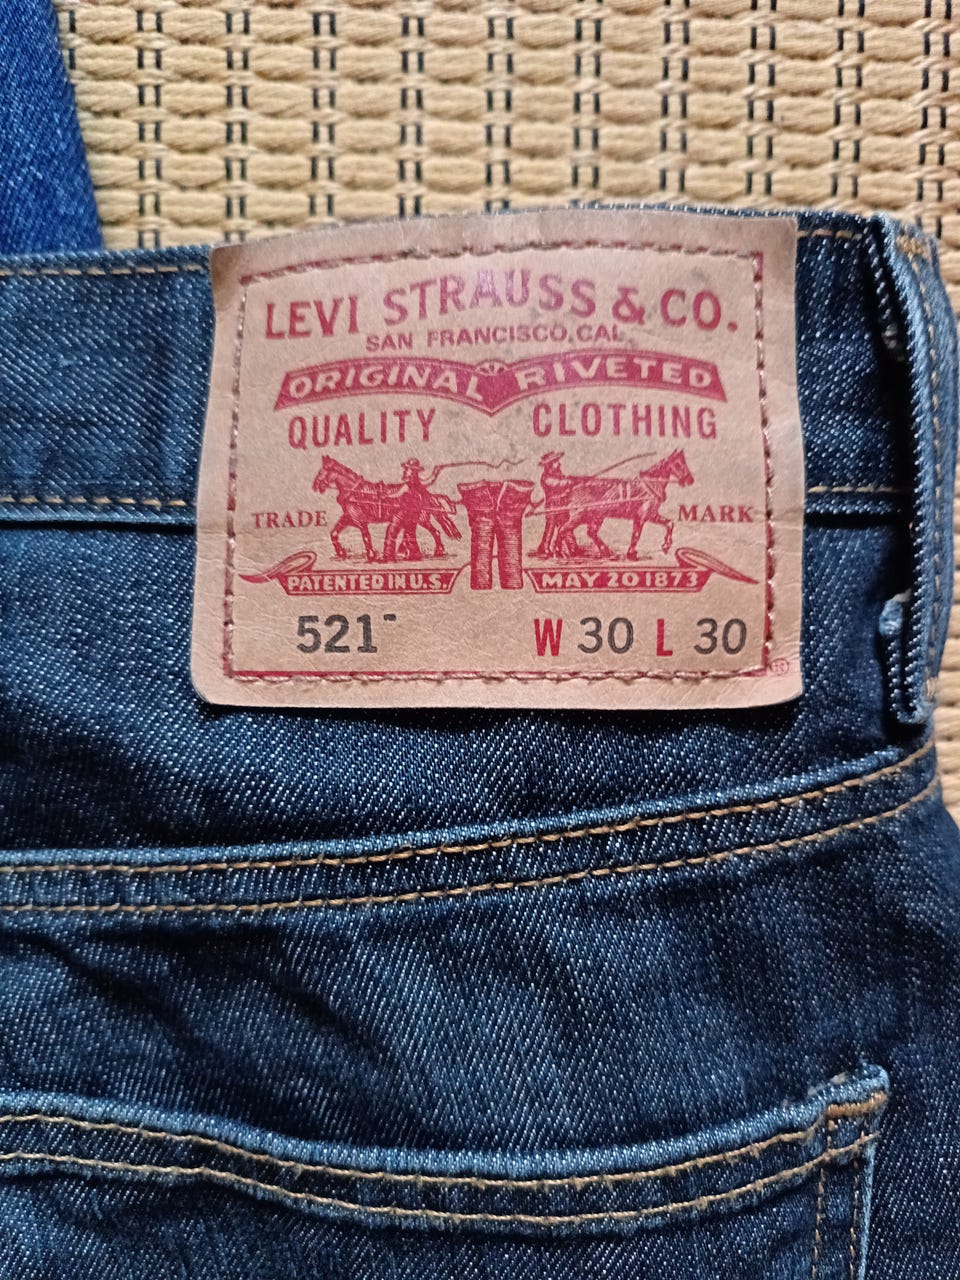 LEVI STRAUSS & CO.
SAN FRANCISCO, CAL.
ORIGINAL RIVETED
QUALITY CLOTHING
TRADE MARK
PATENTED IN U.S. MAY 20 1873
521™ W 30 L 30
®